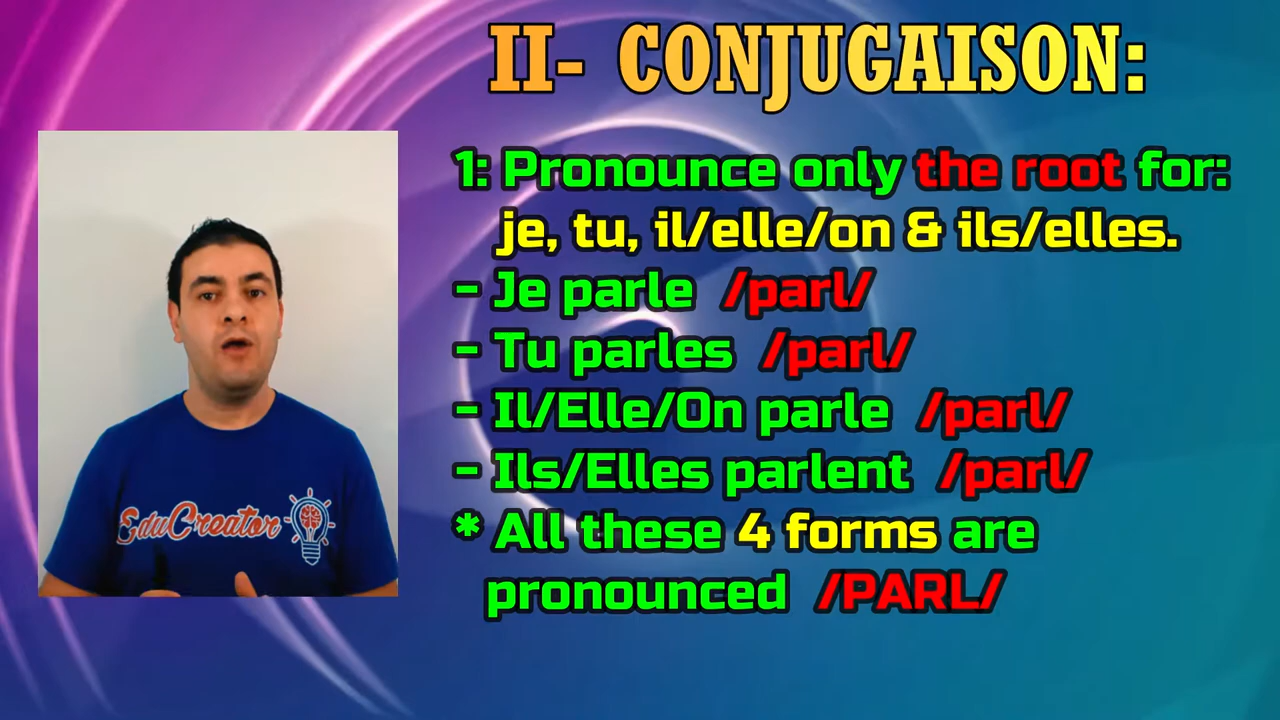 II- CONJUGAISON:
1: Pronounce only the root for:
je, tu, il/elle/on & ils/elles.
- Je parle /parl/
- Tu parles /parl/
- Il/Elle/On parle /parl/
- Ils/Elles parlent /parl/
* All these 4 forms are
pronounced /PARL/
EduCreator